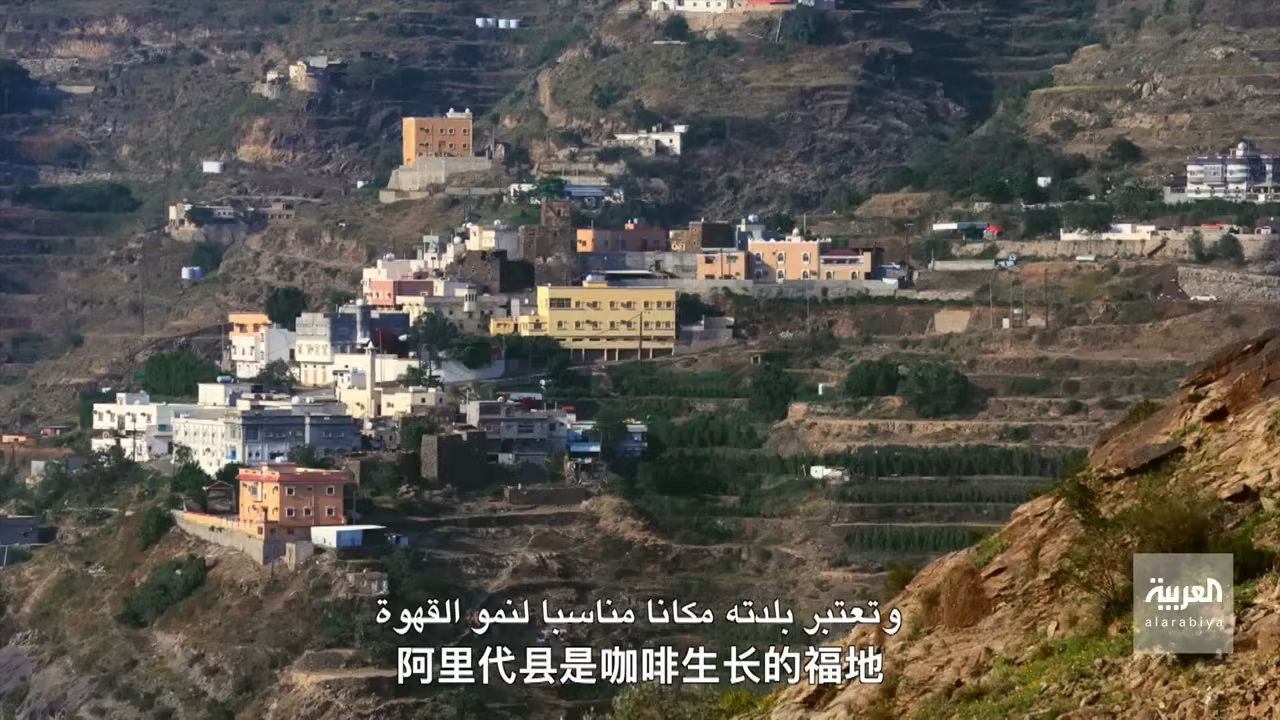 وتعتبر بلدته مكانا مناسبا لنمو القهوة
阿里代县是咖啡生长的福地
العربية
alarabiya